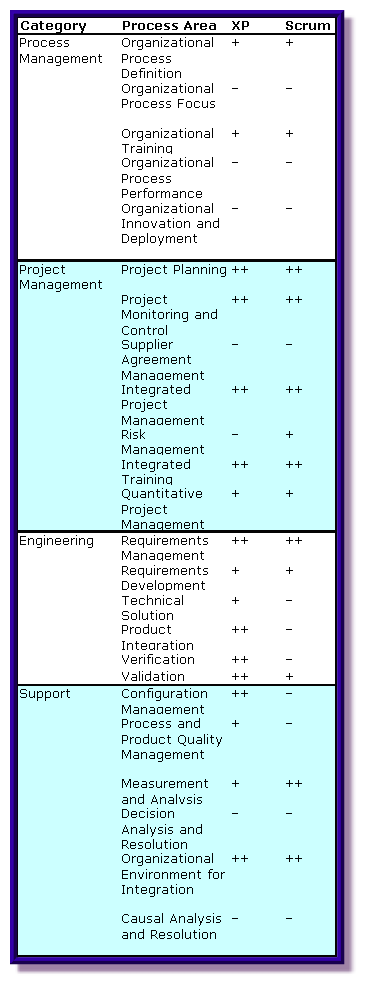 Category Process Area XP Scrum
Process Organizational + +
Management Process
Definition
Organizational – –
Process Focus
Organizational + +
Training
Organizational – –
Process
Performance
Organizational – –
Innovation and
Deployment
Project Project Planning ++ ++
Management
Project ++ ++
Monitoring and
Control
Supplier – –
Agreement
Management
Integrated ++ ++
Project
Management
Risk – +
Management
Integrated ++ ++
Training
Quantitative + +
Project
Management
Engineering Requirements ++ ++
Management
Requirements + +
Development
Technical + –
Solution
Product ++ –
Integration
Verification ++ –
Validation ++ +
Support Configuration ++ –
Management
Process and + –
Product Quality
Management
Measurement + ++
and Analysis
Decision – –
Analysis and
Resolution
Organizational ++ ++
Environment for
Integration
Causal Analysis – –
and Resolution